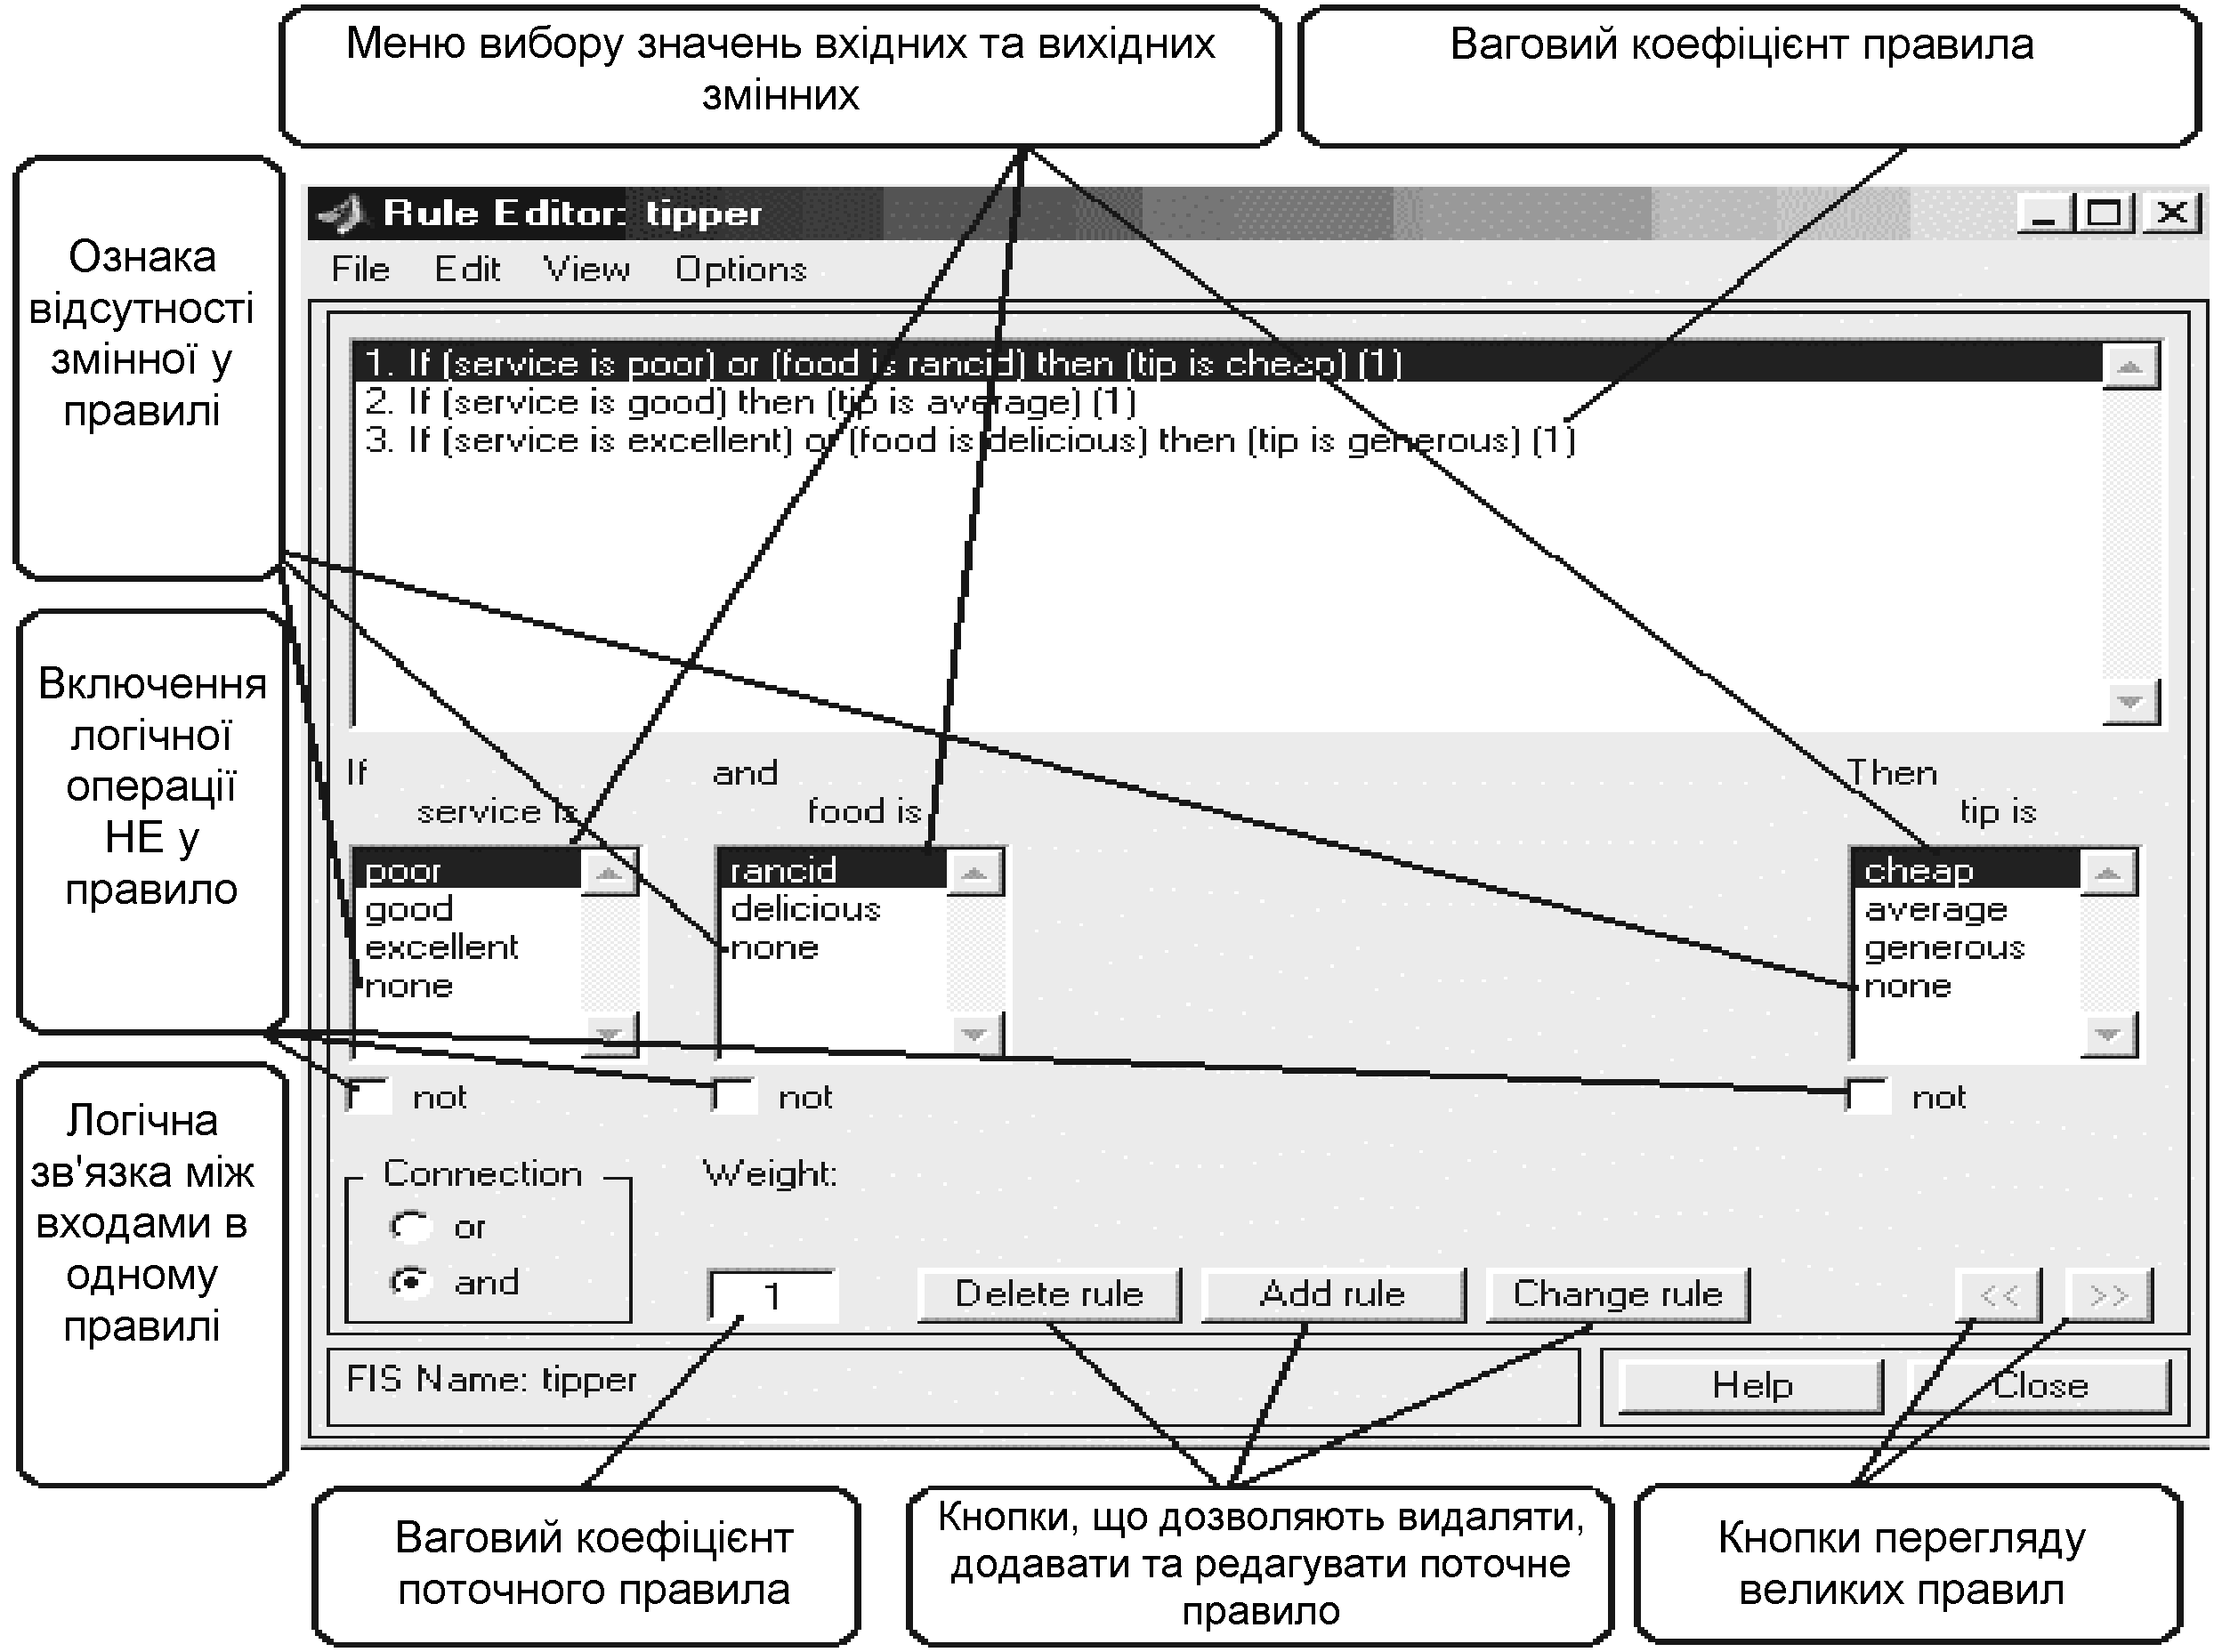 Меню вибору значень вхідних та вихідних
змінних
Ваговий коефіцієнт правила
Ознака
відсутності
змінної у
правилі
Включення
логічної
операції
НЕ у
правило
Логічна
зв'язка між
входами в
одному
правилі
Rule Editor: tipper
File Edit View Options
1. If (service is poor) or (food is rancid) then (tip is cheap) (1)
2. If (service is good) then (tip is average) (1)
3. If (service is excellent) or (food is delicious) then (tip is generous) (1)
If and Then
service is food is tip is
poor rancid cheap
good delicious average
excellent none generous
none none
not not not
Connection Weight:
or
and
1 Delete rule Add rule Change rule << >>
FIS Name: tipper Help Close
Ваговий коефіцієнт
поточного правила
Кнопки, що дозволяють видаляти,
додавати та редагувати поточне
правило
Кнопки перегляду
великих правил